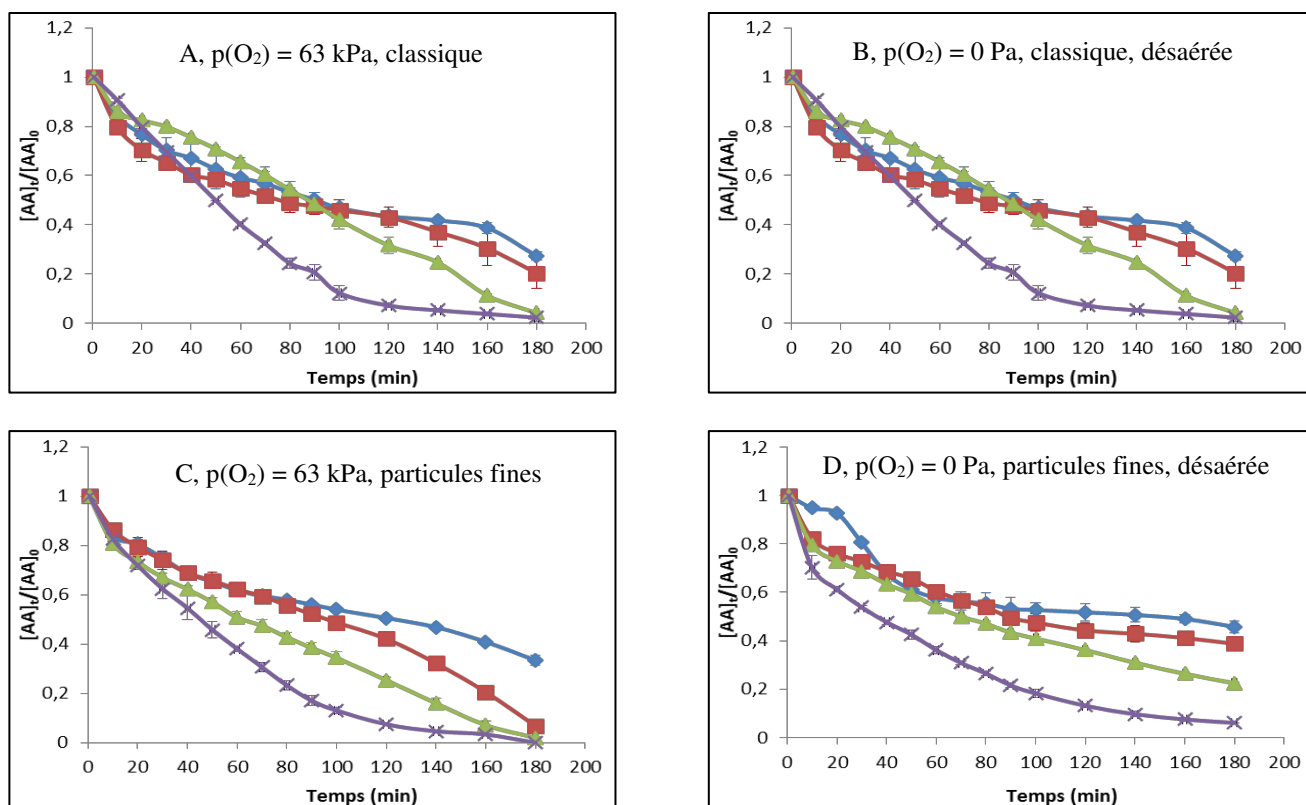 A, p(O₂) = 63 kPa, classique
1,2
1
0,8
0,6
0,4
0,2
0
[AA]t/[AA]0
0 20 40 60 80 100 120 140 160 180 200
Temps (min)
B, p(O₂) = 0 Pa, classique, désaérée
1,2
1
0,8
0,6
0,4
0,2
0
[AA]t/[AA]0
0 20 40 60 80 100 120 140 160 180 200
Temps (min)
C, p(O₂) = 63 kPa, particules fines
1,2
1
0,8
0,6
0,4
0,2
0
[AA]t/[AA]0
0 20 40 60 80 100 120 140 160 180 200
Temps (min)
D, p(O₂) = 0 Pa, particules fines, désaérée
1,2
1
0,8
0,6
0,4
0,2
0
[AA]t/[AA]0
0 20 40 60 80 100 120 140 160 180 200
Temps (min)